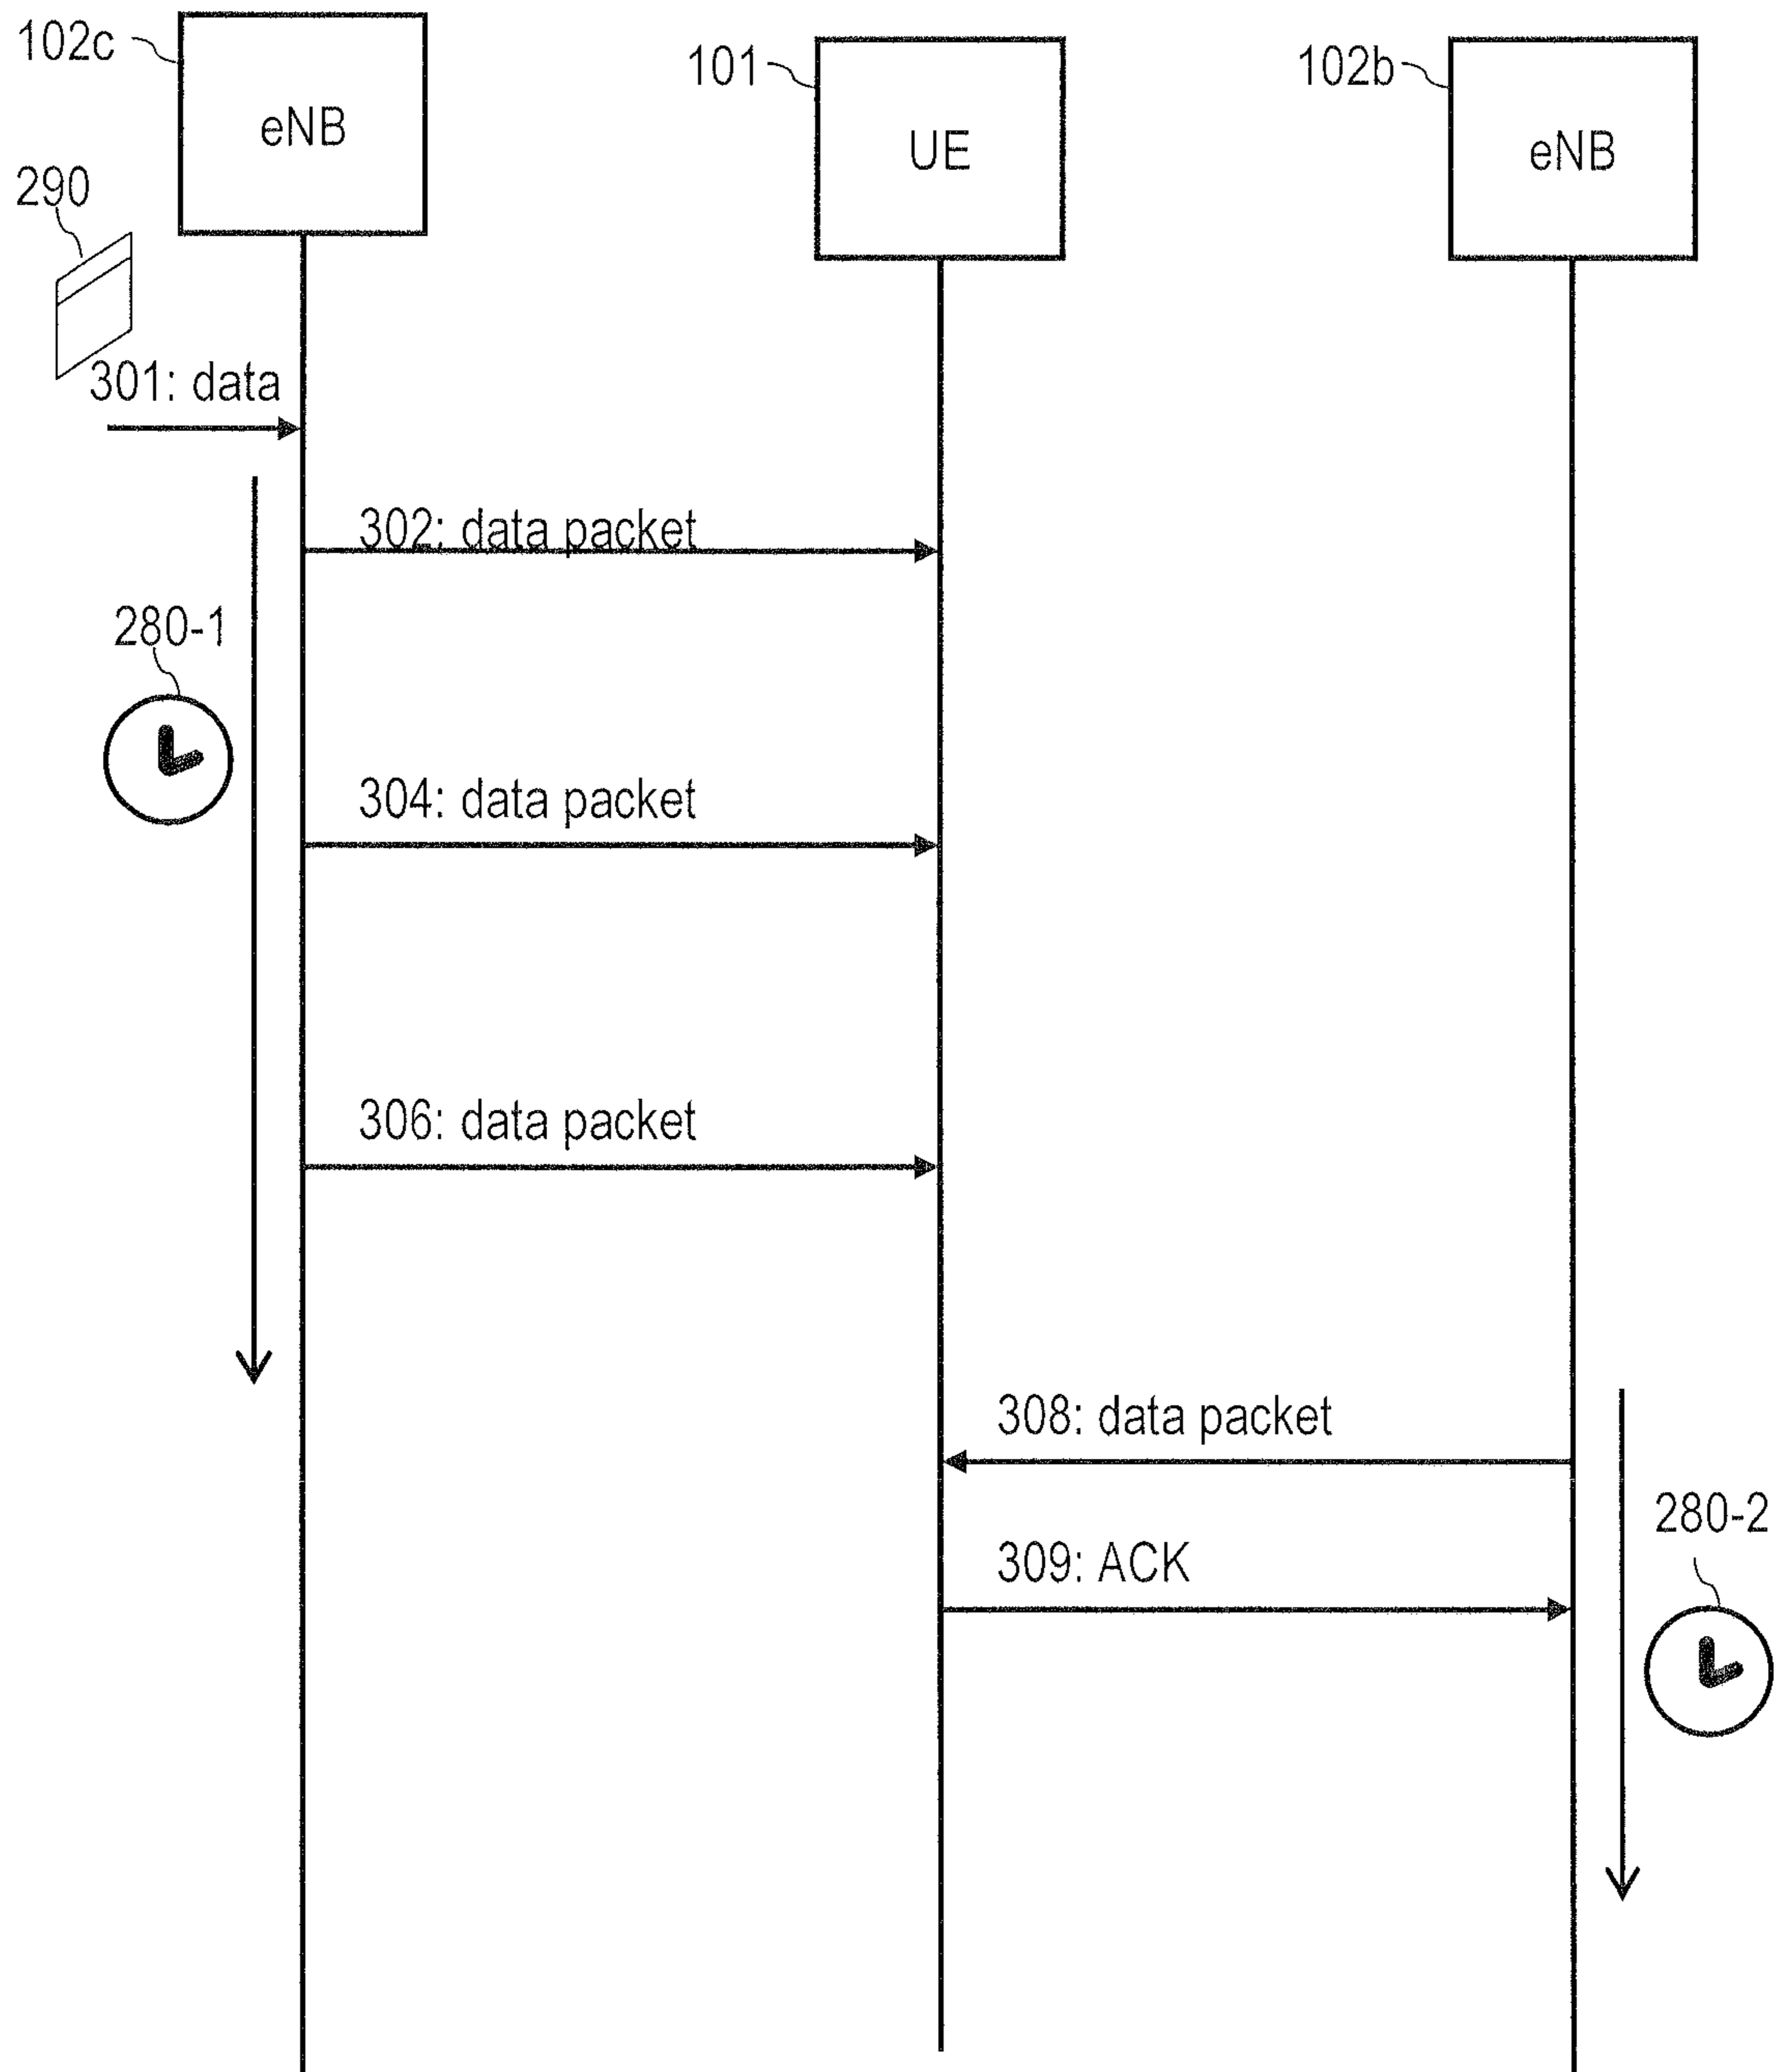 102c
eNB
101
UE
102b
eNB
290
301: data
302: data packet
280-1
304: data packet
306: data packet
308: data packet
280-2
309: ACK